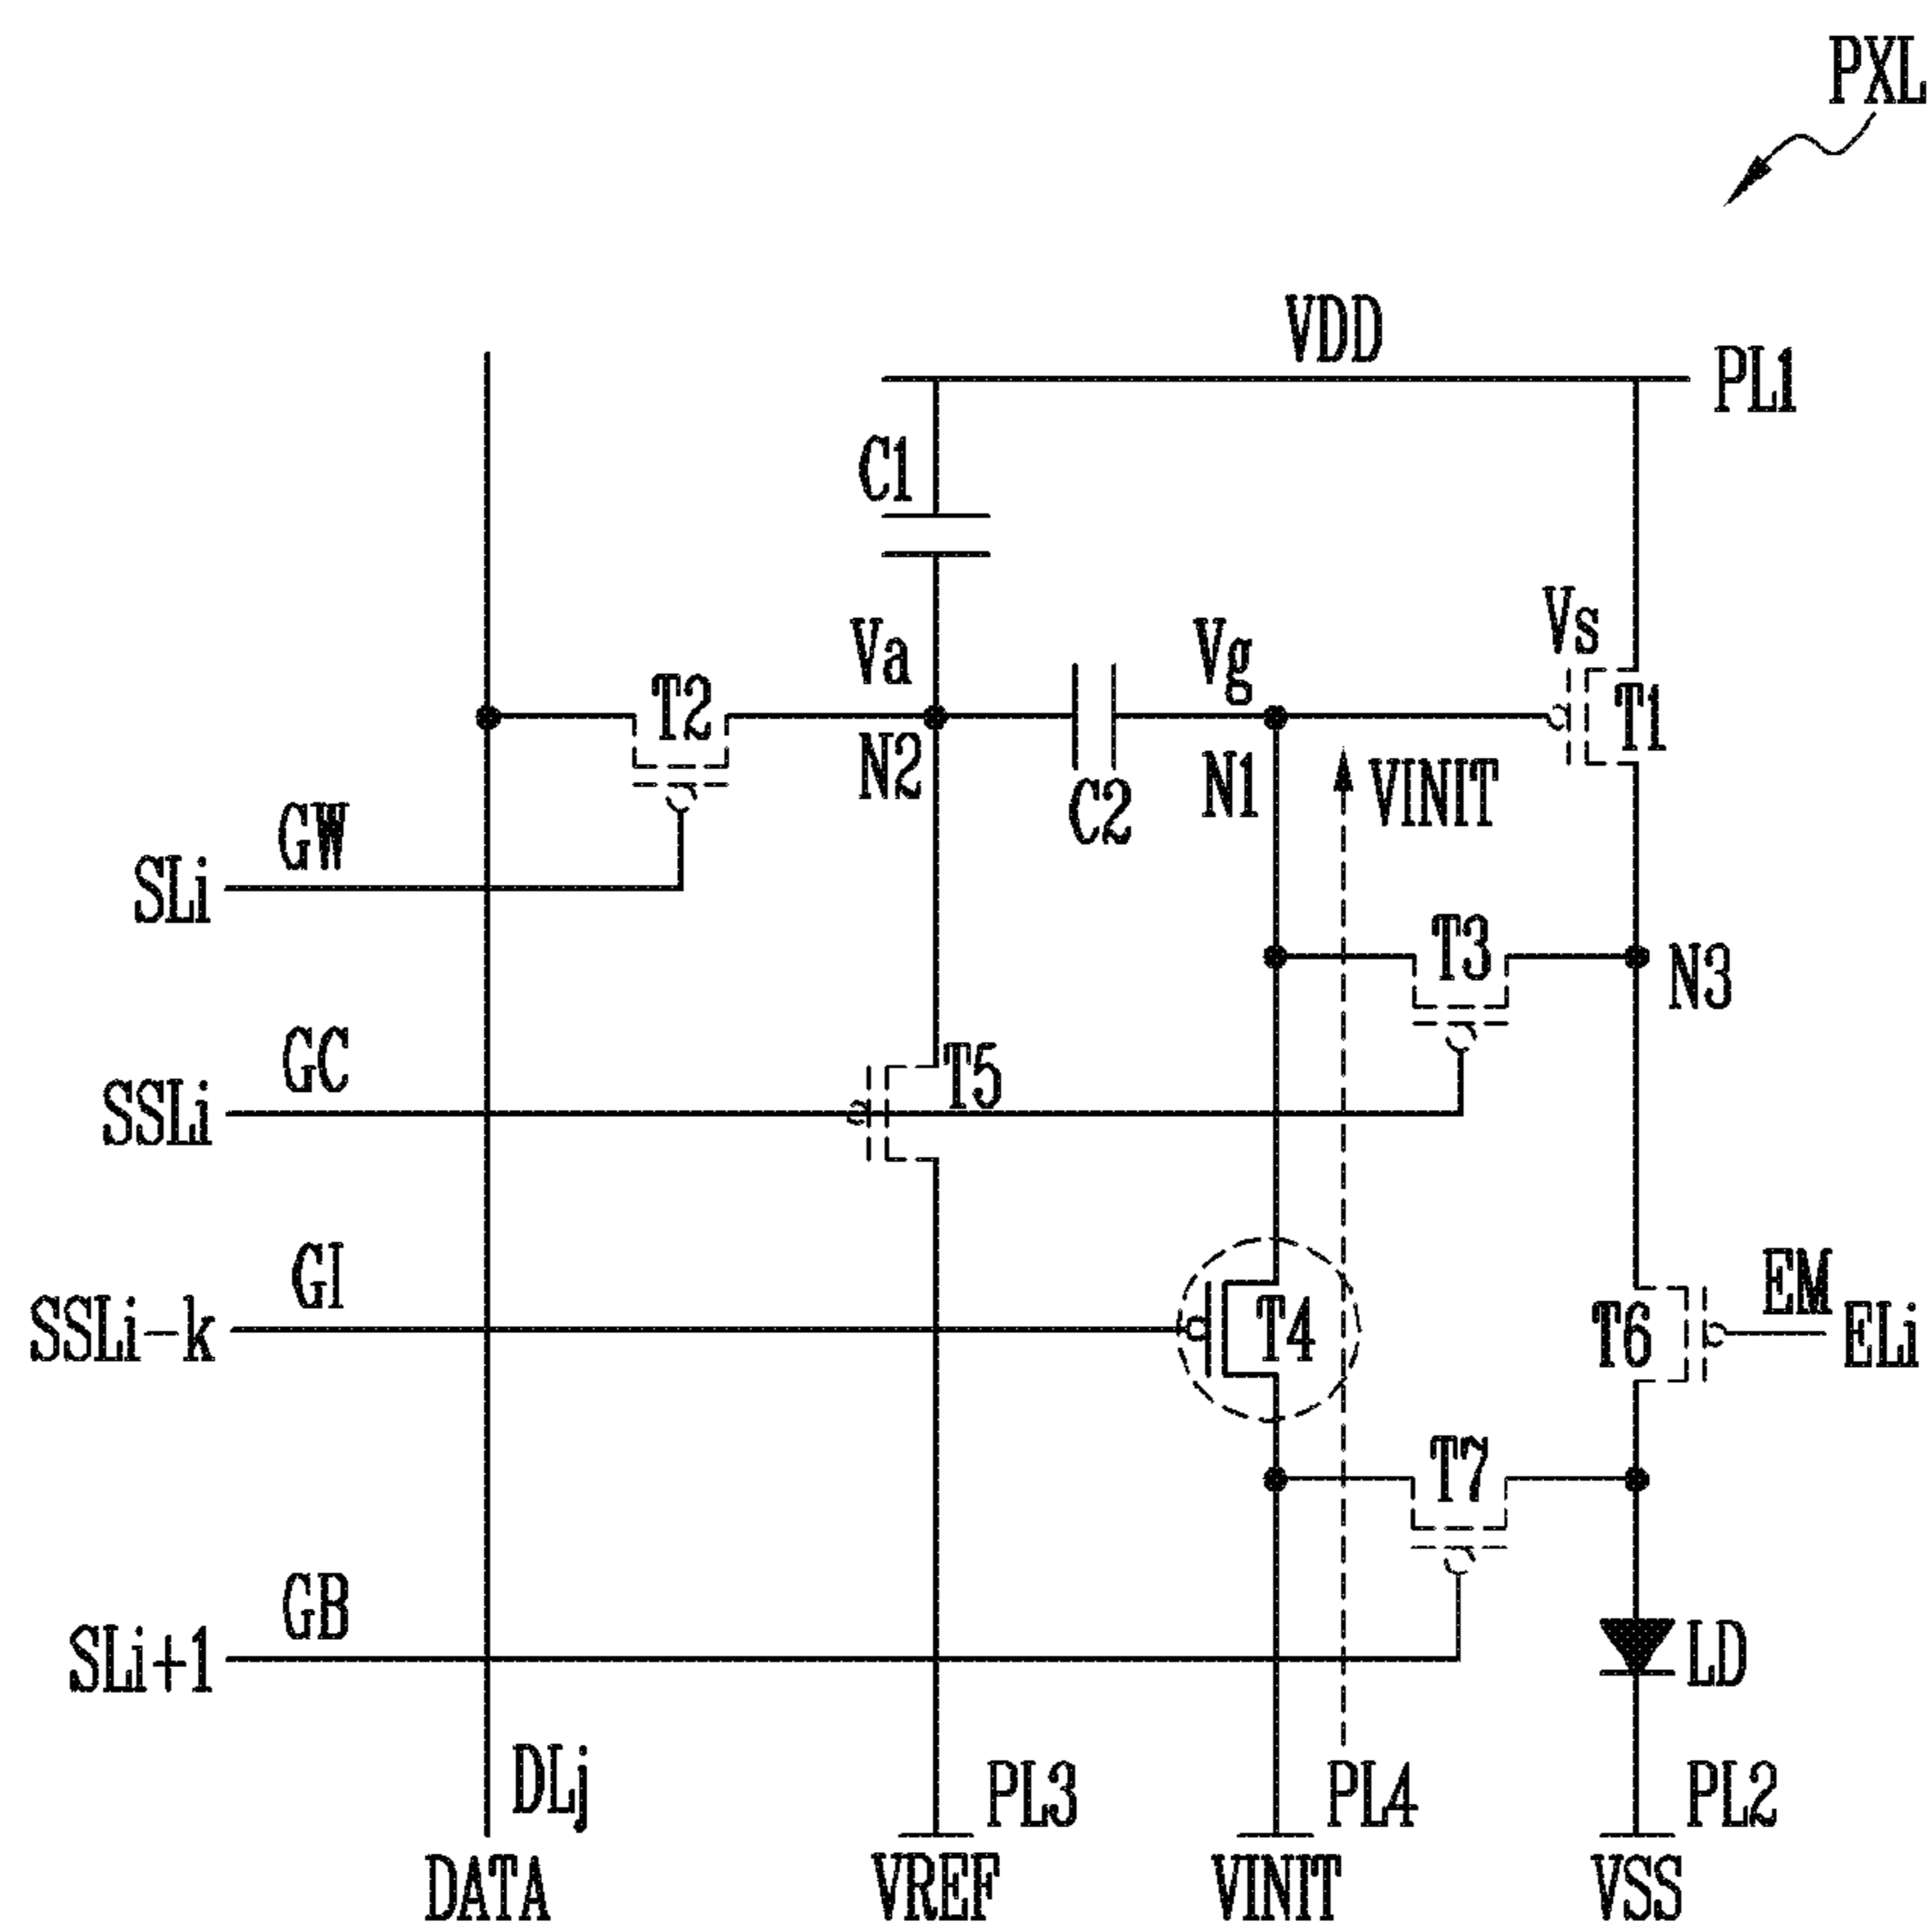 PXL
VDD
PL1
C1
Va
Vg
Vs
T2
T1
N2
C2
N1
VINIT
GW
SLi
T3
N3
GC
SSLi
T5
GI
SSLi-k
T4
T6
EM
ELi
T7
GB
SLi+1
LD
DLj
PL3
PL4
PL2
DATA
VREF
VINIT
VSS